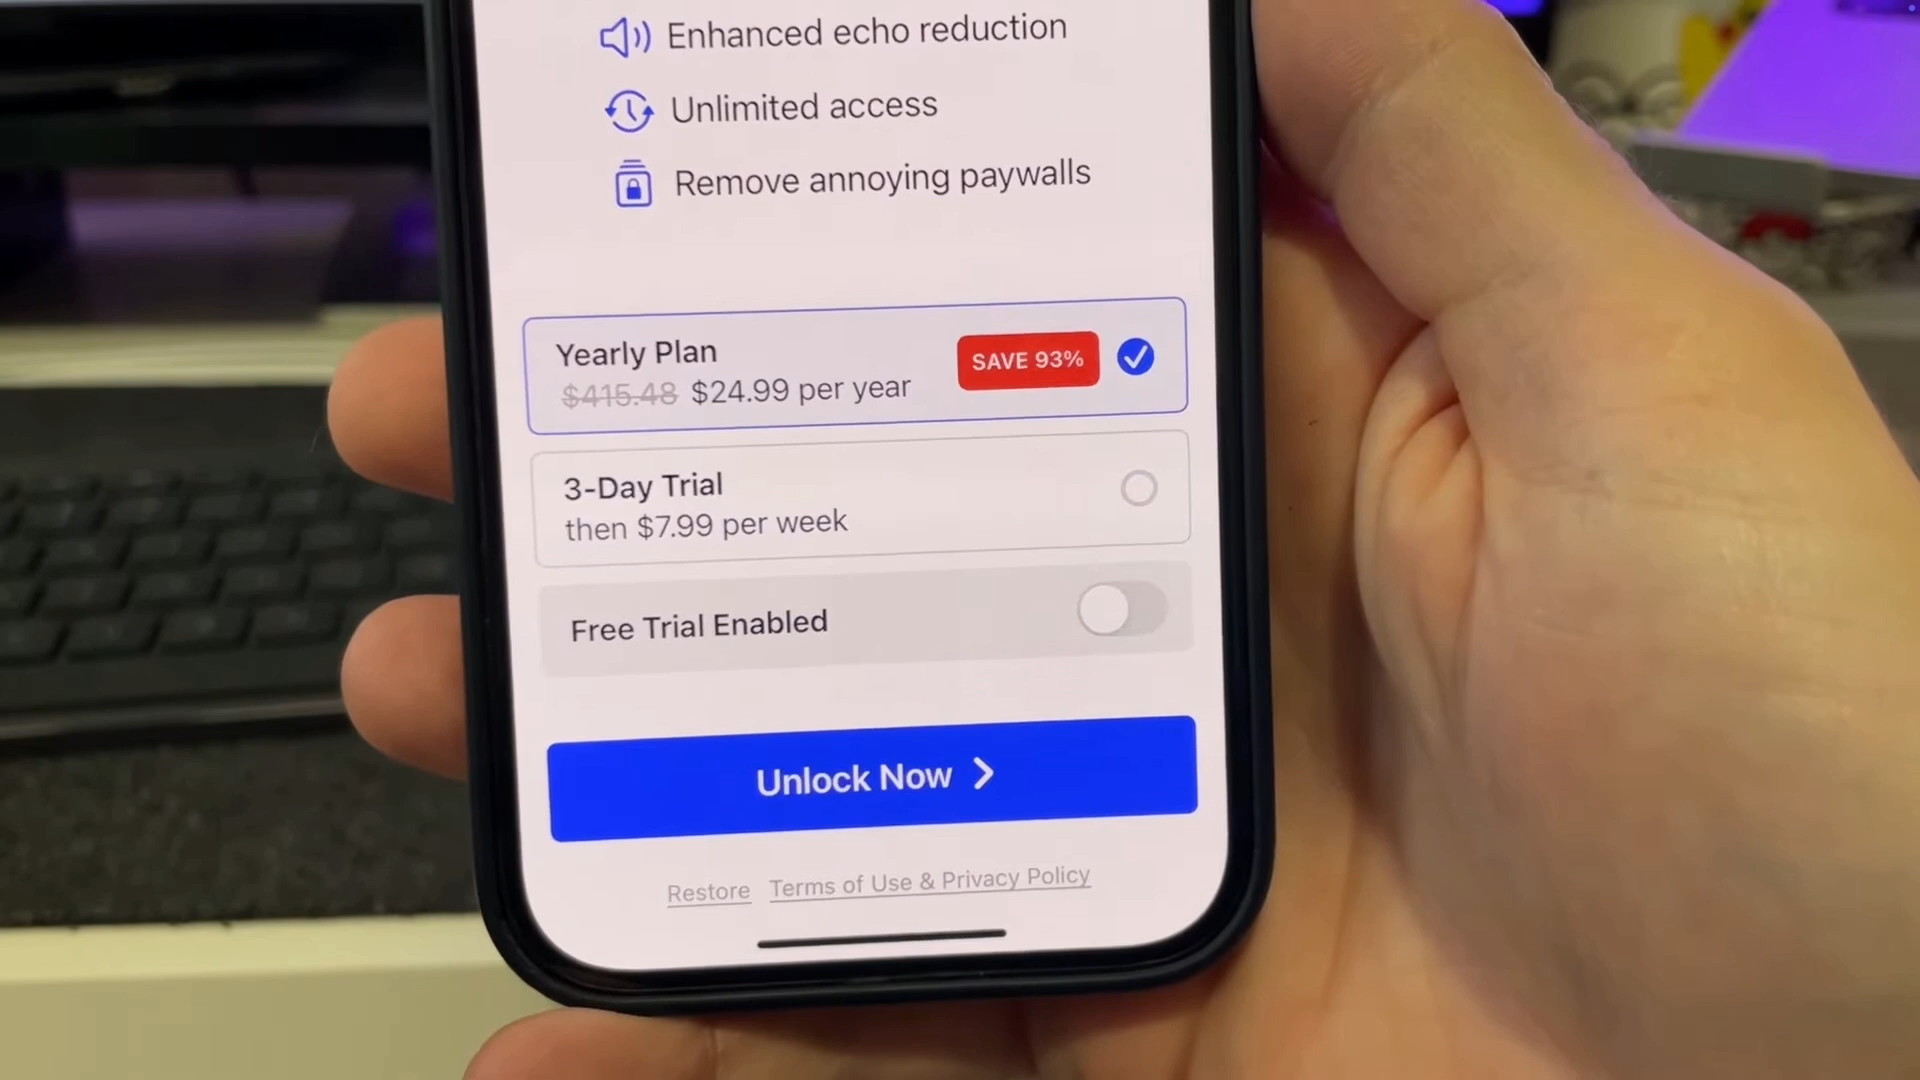 Enhanced echo reduction
Unlimited access
Remove annoying paywalls
Yearly Plan
$415.48 $24.99 per year
SAVE 93%
3-Day Trial
then $7.99 per week
Free Trial Enabled
Unlock Now
Restore Terms of Use & Privacy Policy